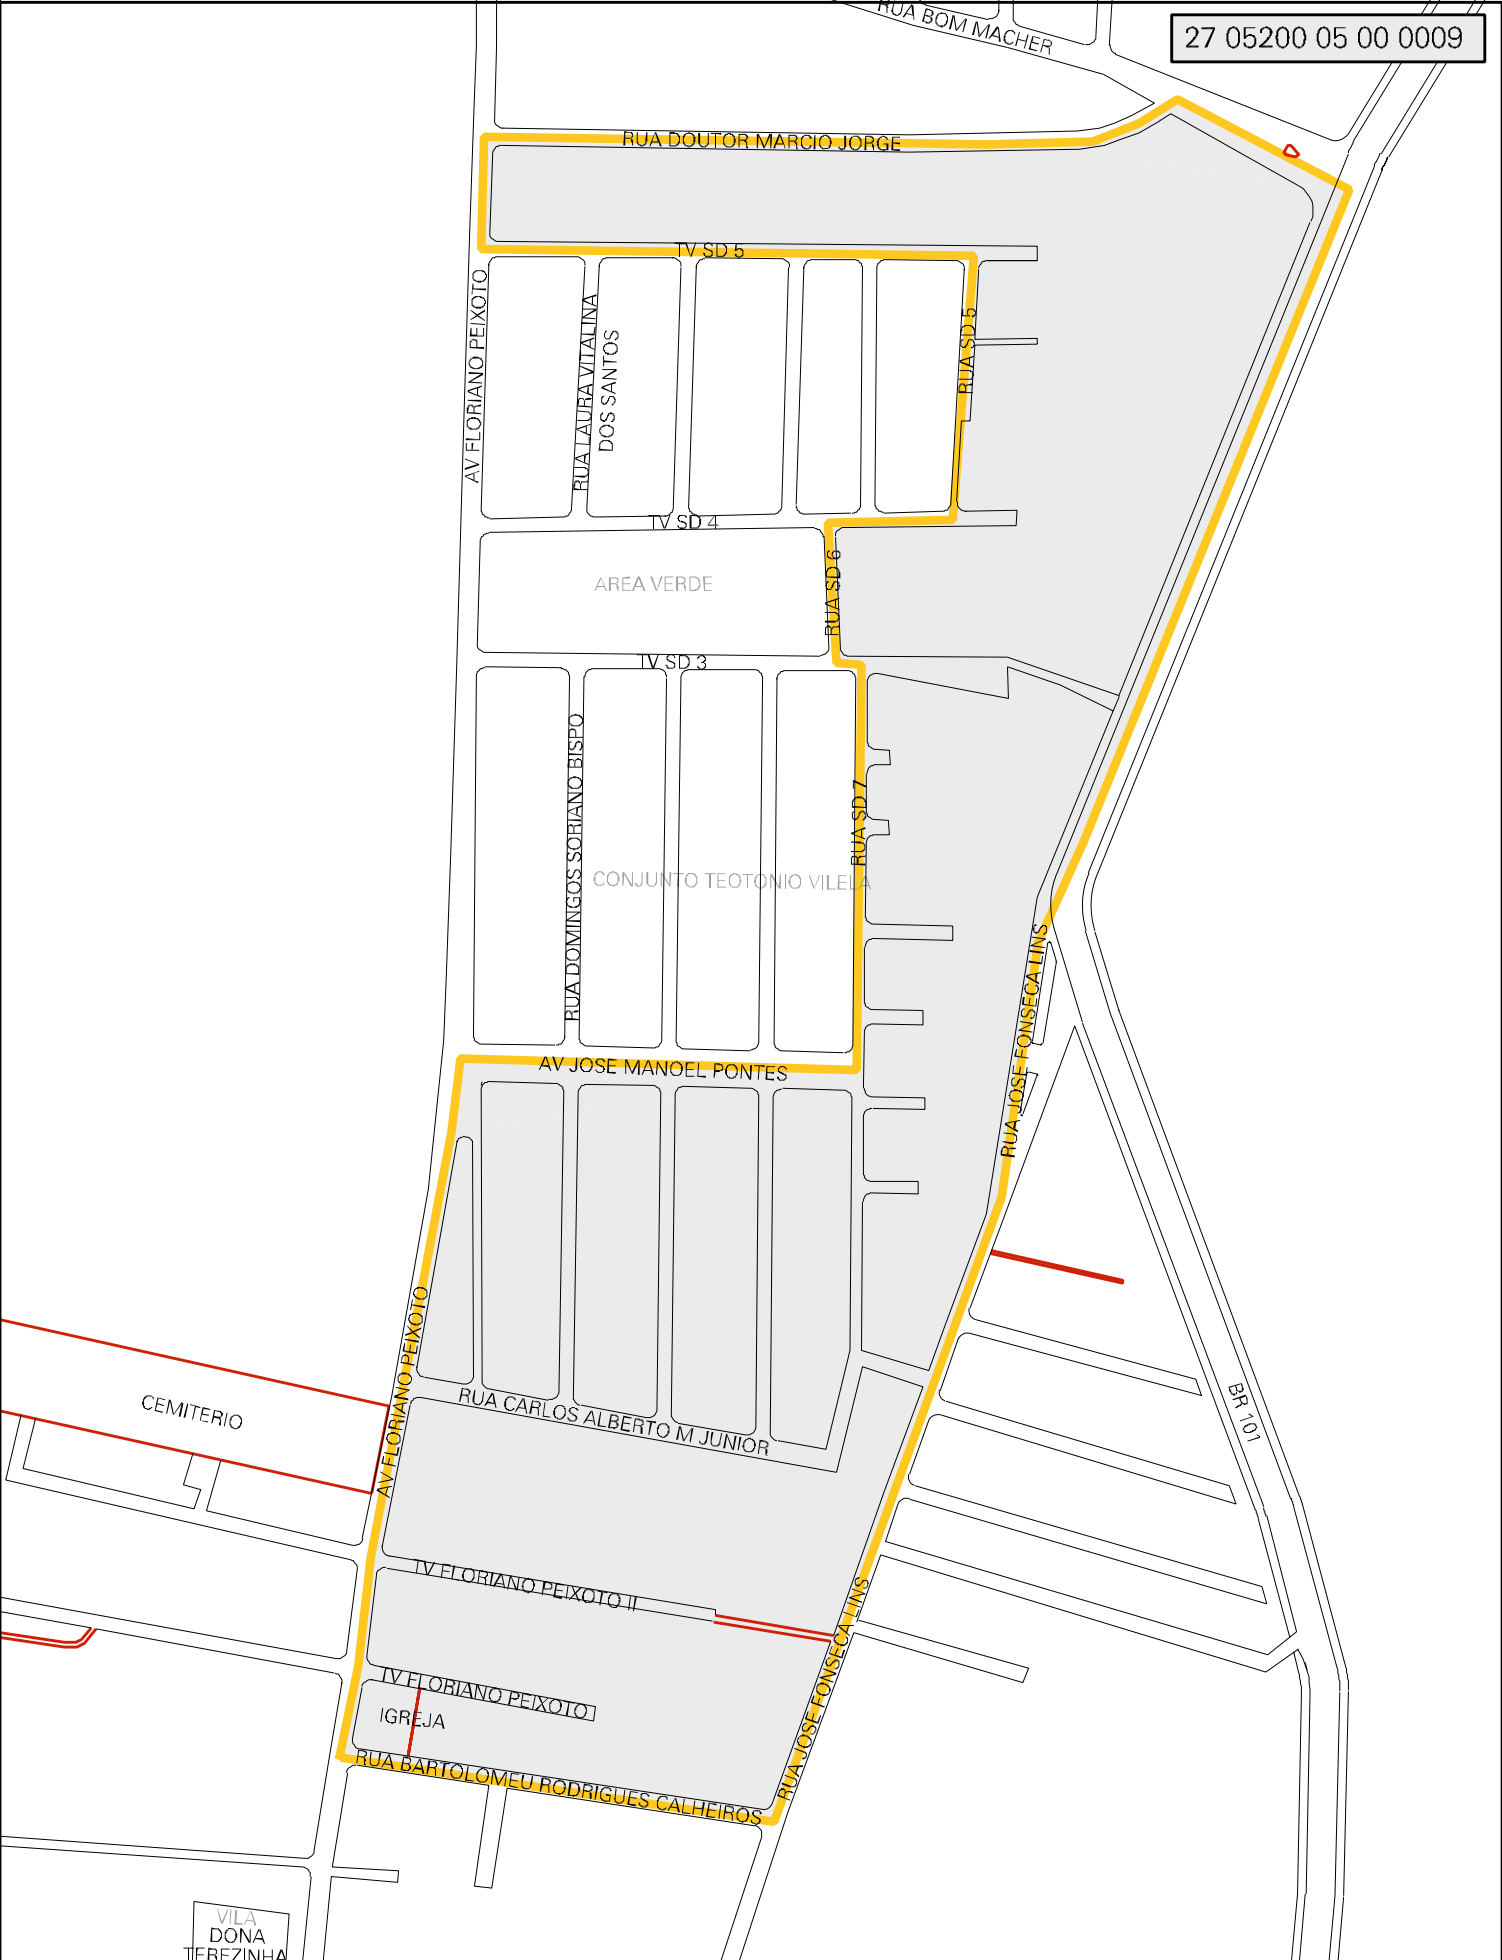 RUA BOM MACHER
27 05200 05 00 0009
RUA DOUTOR MARCIO JORGE
TV SD 5
AV FLORIANO PEIXOTO
RUA LAURA VITALINA
DOS SANTOS
RUA SD 5
TV SD 4
AREA VERDE
RUA SD 6
TV SD 3
RUA DOMINGOS SORIANO BISPO
RUA SD 7
CONJUNTO TEOTONIO VILELA
RUA JOSE FONSECA LINS
AV JOSE MANOEL PONTES
AV FLORIANO PEIXOTO
CEMITERIO
RUA CARLOS ALBERTO M JUNIOR
BR 101
TV FLORIANO PEIXOTO II
RUA JOSE FONSECA LINS
TV FLORIANO PEIXOTO
IGREJA
RUA BARTOLOMEU RODRIGUES CALHEIROS
VILA
DONA
TEREZINHA